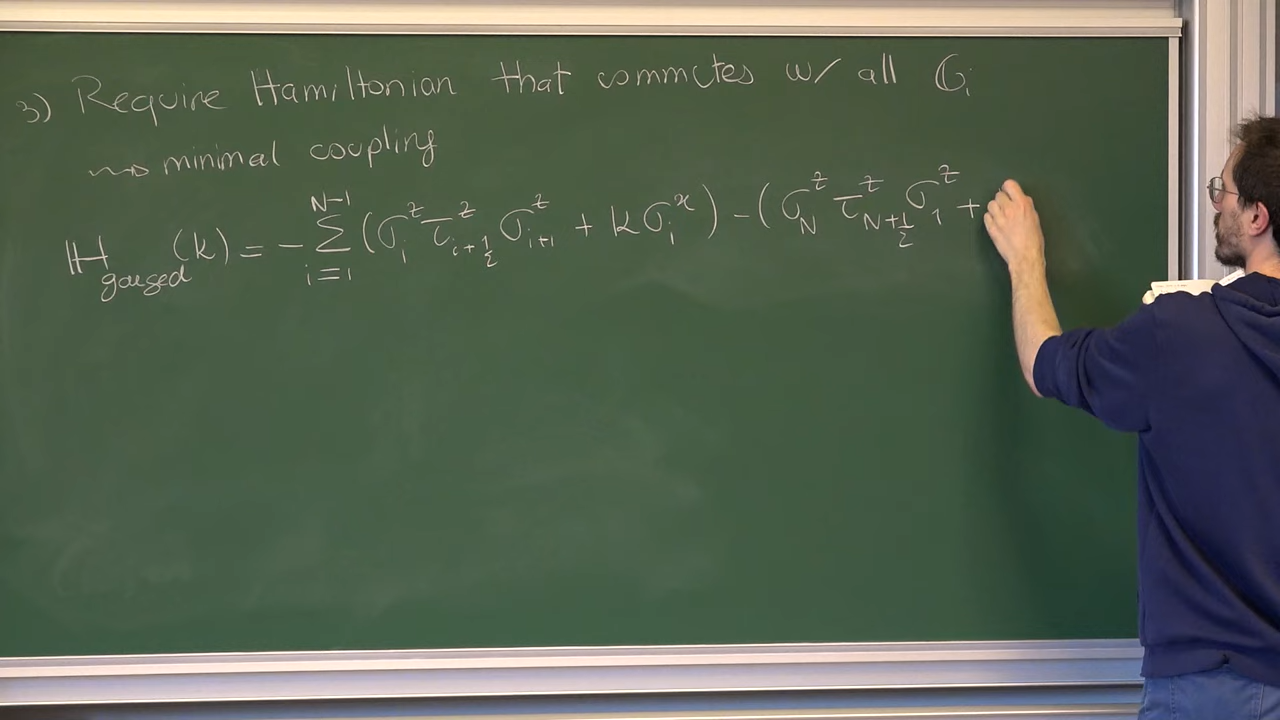 3) Require Hamiltonian that commutes w/ all G_i
⇝ minimal coupling
ℍ_gauged (k) = - ∑_{i=1}^{N-1} (σ_i^z τ_{i+1/2}^z σ_{i+1}^z + k σ_i^x) - (σ_N^z τ_{N+1/2}^z σ_1^z +